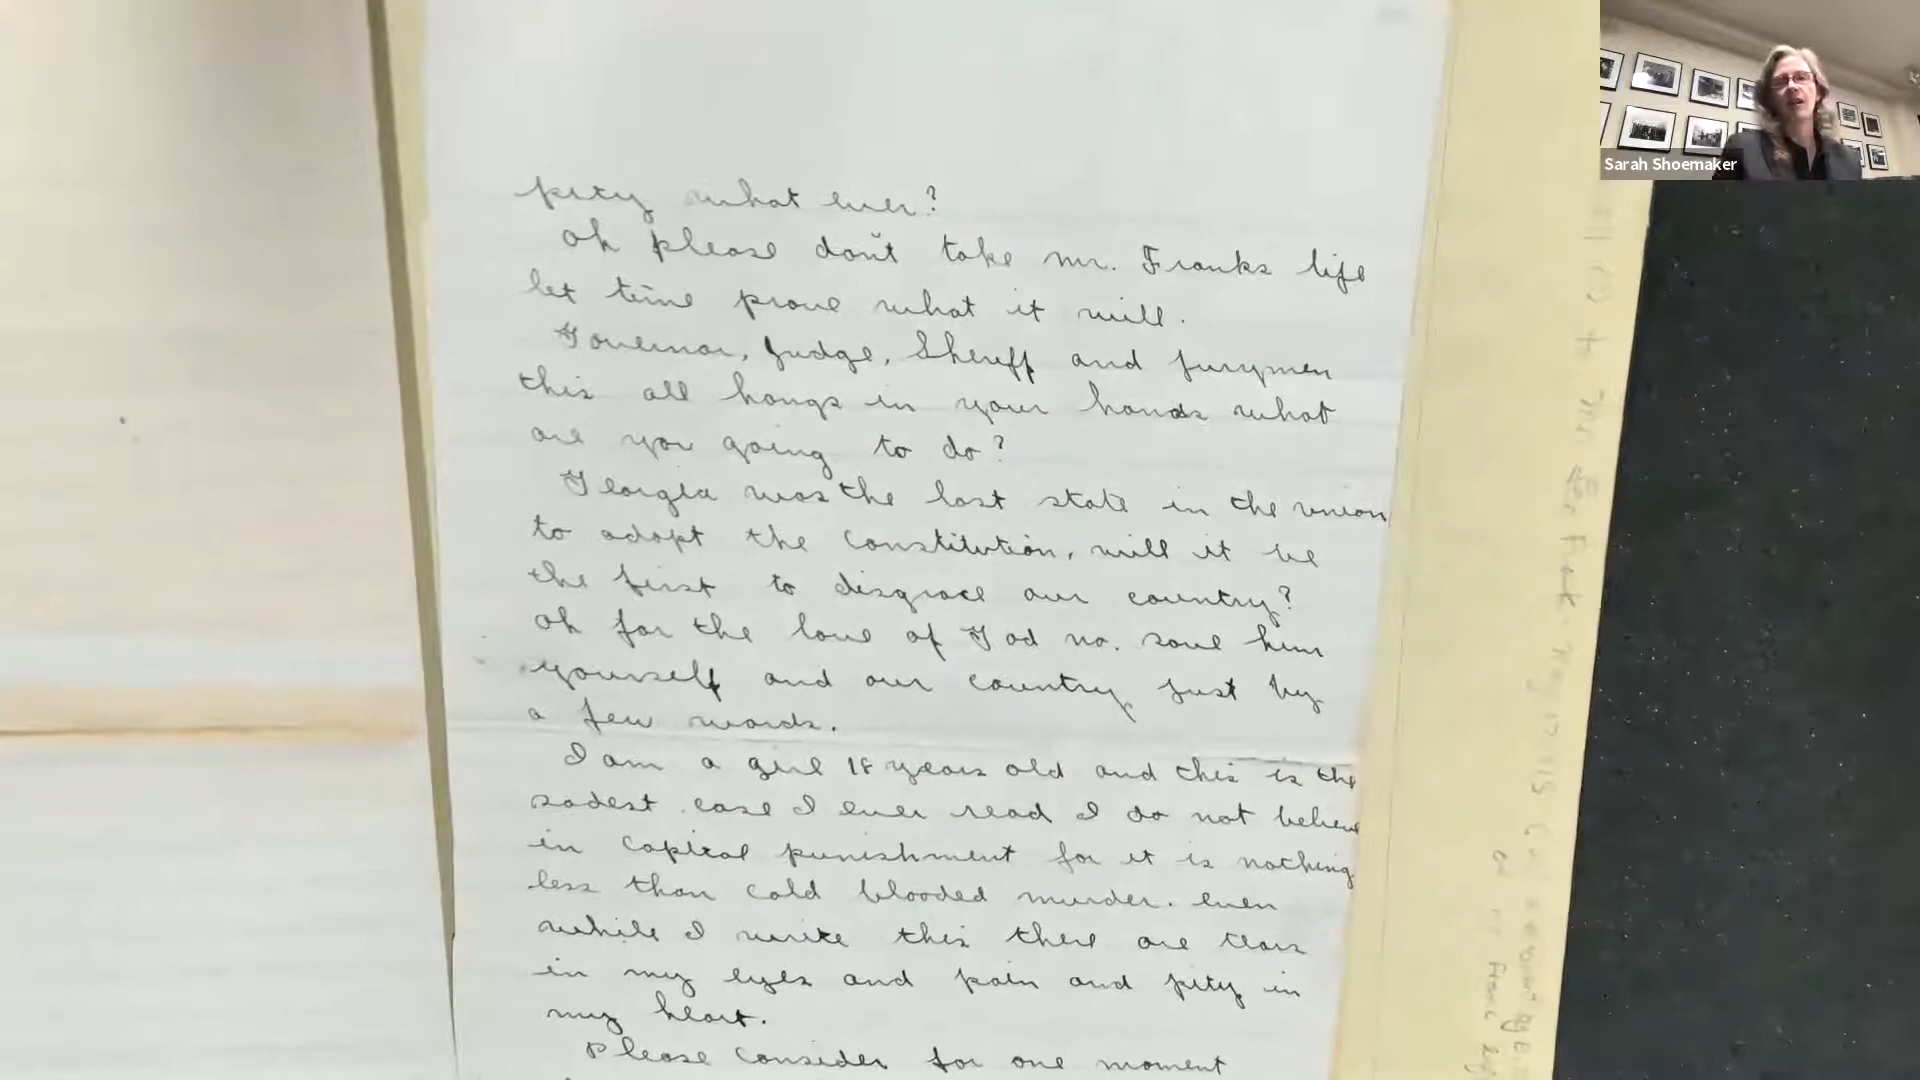 pity what ever?
Oh please don't take Mr. Franks life
let time prove what it will.
Governor, Judge, Sheriff and jurymen
this all hangs in your hands what
are you going to do?
Georgia was the last state in the union
to adopt the constitution, will it be
the first to disgrace our country?
Oh for the love of God no. save him
yourself and our country just by
a few words.
I am a girl 18 years old and this is the
sadest case I ever read I do not believe
in capital punishment for it is nothing
less than cold blooded murder. even
while I write this there are tears
in my eyes and pain and pity in
my heart.
Please consider for one moment
Sarah Shoemaker